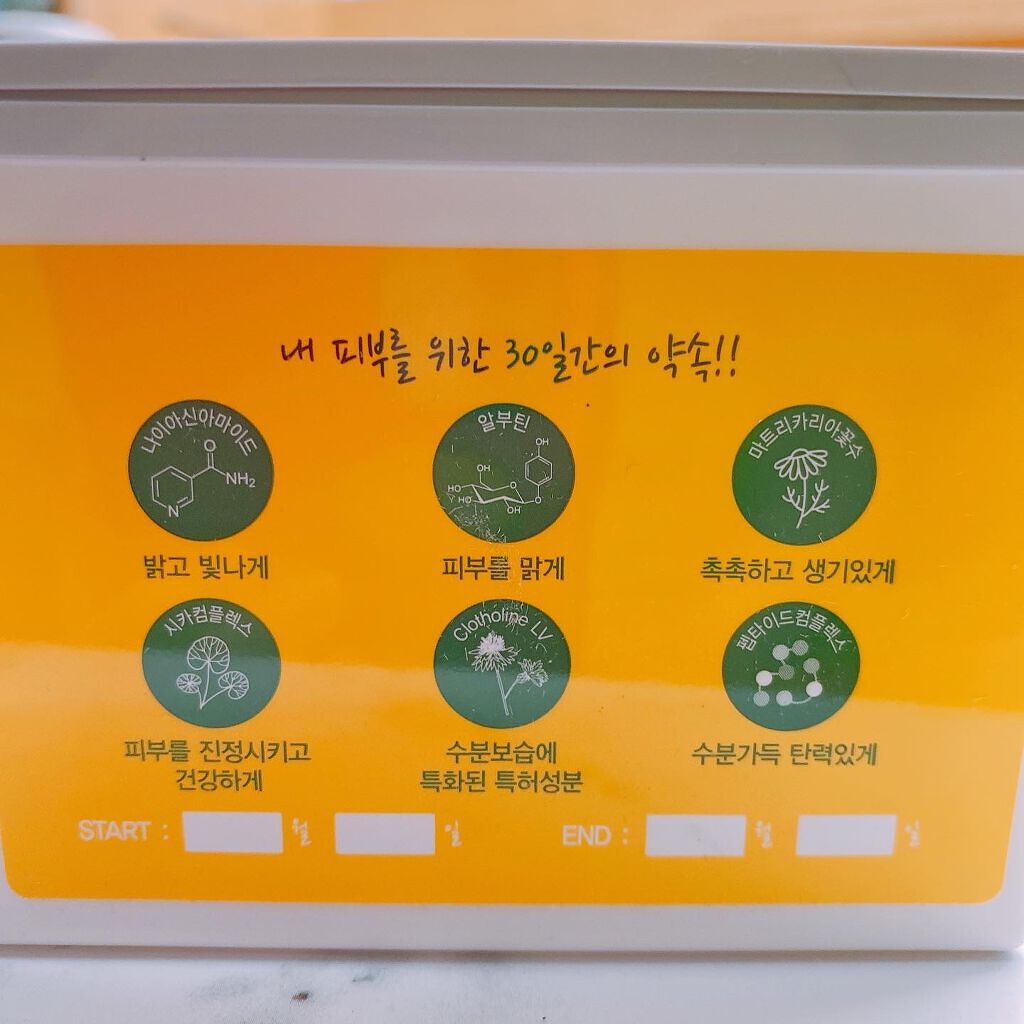 내 피부를 위한 30일간의 약속!!
나이아신아마이드
O
NH₂
N
밝고 빛나게
알부틴
OH
OH
HO
HO
O
O
OH
피부를 맑게
마트리카리아꽃수
촉촉하고 생기있게
시카컴플렉스
피부를 진정시키고
건강하게
Clotholine LV
수분보습에
특화된 특허성분
펩타이드컴플렉스
수분가득 탄력있게
START : 월 일 END : 월 일